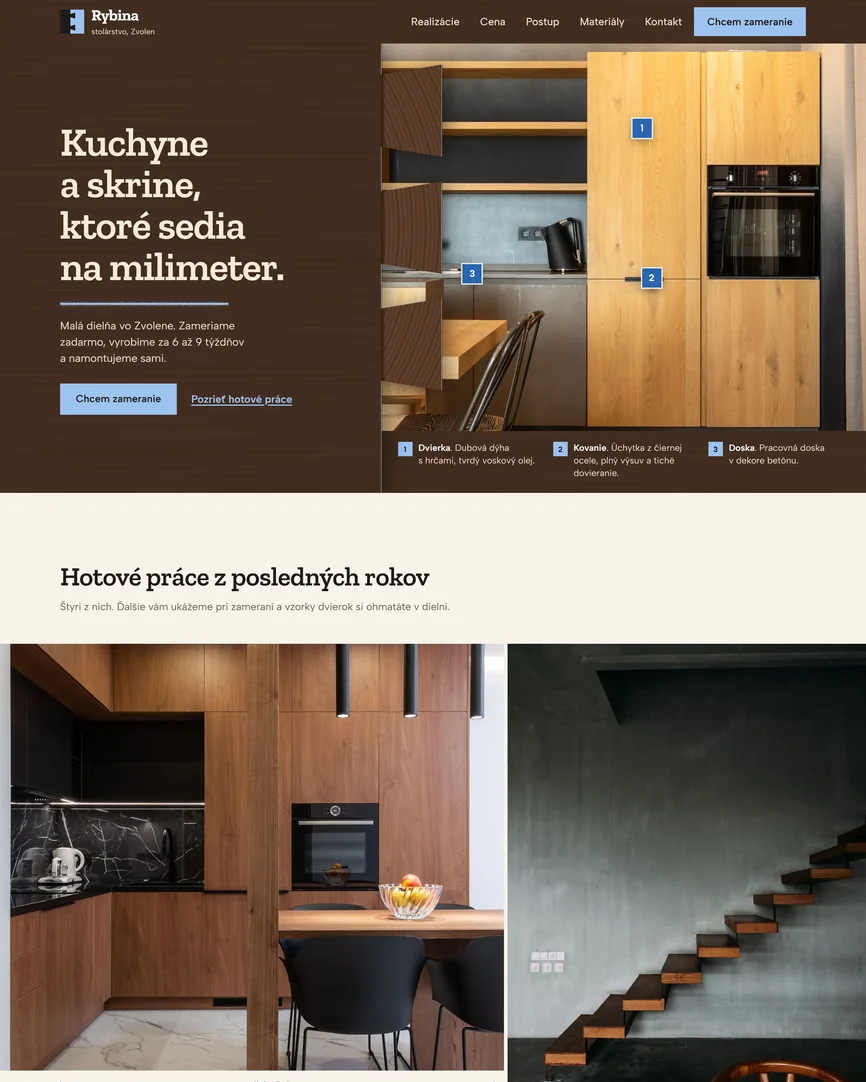 Rybina
stolárstvo, Zvolen
Realizácie
Cena
Postup
Materiály
Kontakt
Chcem zameranie
Kuchyne
a skrine,
ktoré sedia
na milimeter.
Malá dielňa vo Zvolene. Zameriame
zadarmo, vyrobíme za 6 až 9 týždňov
a namontujeme sami.
Chcem zameranie
Pozrieť hotové práce
1
2
3
1 Dvierka. Dubová dýha
s hrčami, tvrdý voskový olej.
2 Kovanie. Úchytka z čiernej
ocele, plný výsuv a tiché
dovieranie.
3 Doska. Pracovná doska
v dekore betónu.
Hotové práce z posledných rokov
Štyri z nich. Ďalšie vám ukážeme pri zameraní a vzorky dvierok si ohmatáte v dielni.